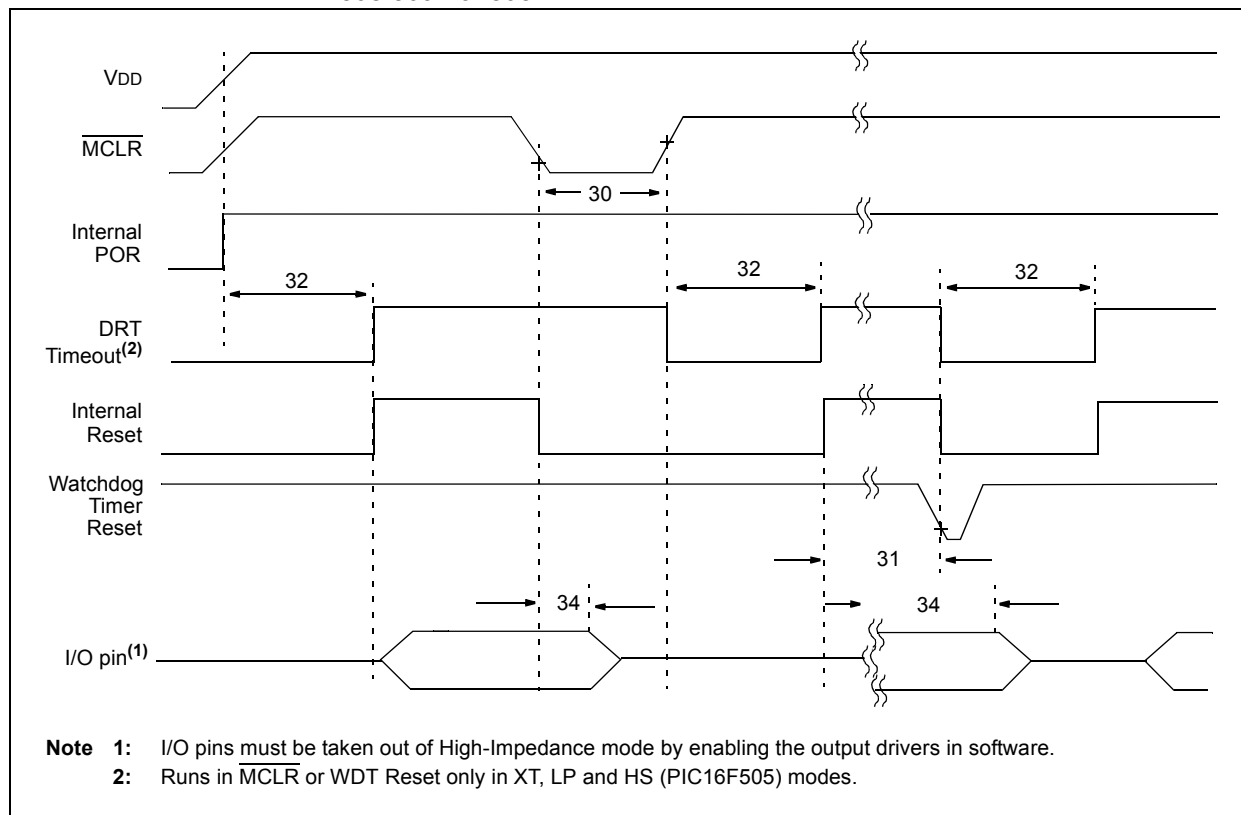 VDD
MCLR
30
Internal
POR
32
32
32
DRT
Timeout(2)
Internal
Reset
Watchdog
Timer
Reset
31
34
34
I/O pin(1)
Note 1: I/O pins must be taken out of High-Impedance mode by enabling the output drivers in software.
2: Runs in MCLR or WDT Reset only in XT, LP and HS (PIC16F505) modes.